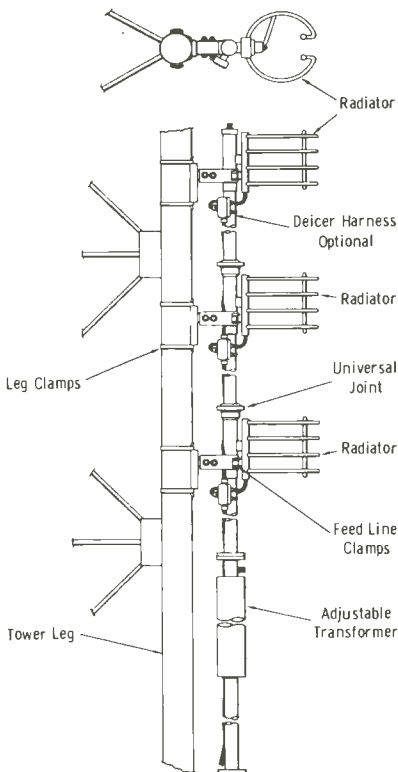 Radiator
Deicer Harness
Optional
Radiator
Leg Clamps
Universal
Joint
Radiator
Feed Line
Clamps
Tower Leg
Adjustable
Transformer